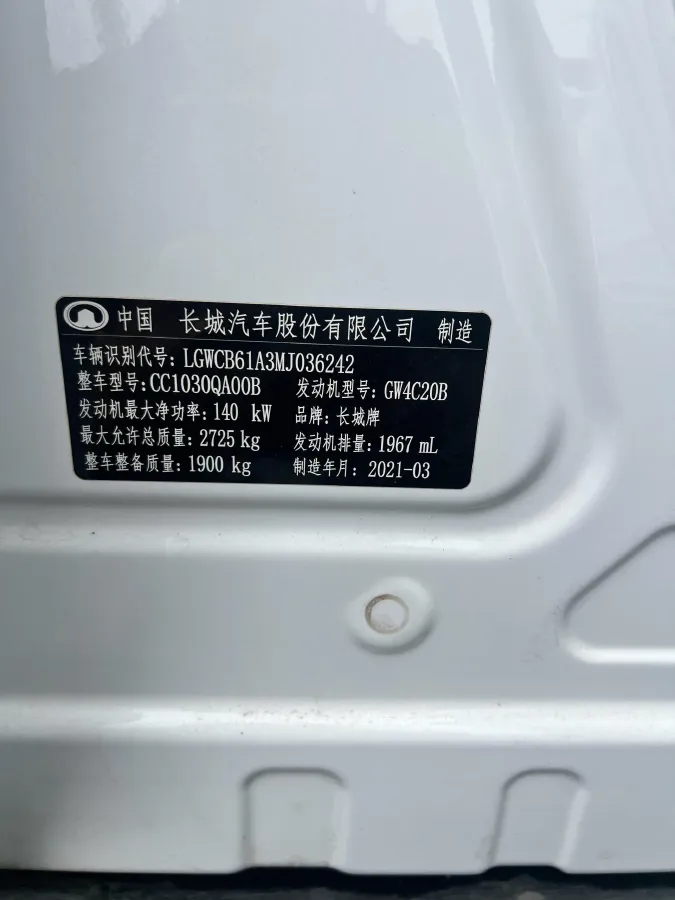 中国 长城汽车股份有限公司 制造
车辆识别代号: LGWCB61A3MJ036242
整车型号: CC1030QA00B 发动机型号: GW4C20B
发动机最大净功率: 140 kW 品牌: 长城牌
最大允许总质量: 2725 kg 发动机排量: 1967 mL
整车整备质量: 1900 kg 制造年月: 2021-03